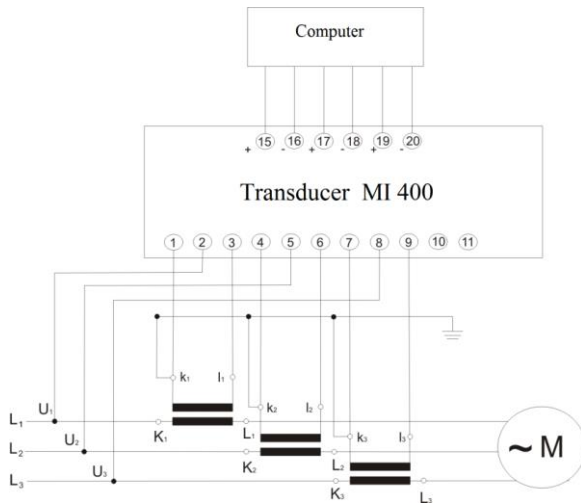 Computer
15 16 17 18 19 20
+ - + - + -
Transducer MI 400
1 2 3 4 5 6 7 8 9 10 11
k₁ l₁ k₂ l₂ k₃ l₃
U₁
L₁ K₁ L₁
U₂
L₂ K₂ L₂
U₃
L₃ K₃ L₃
~ M